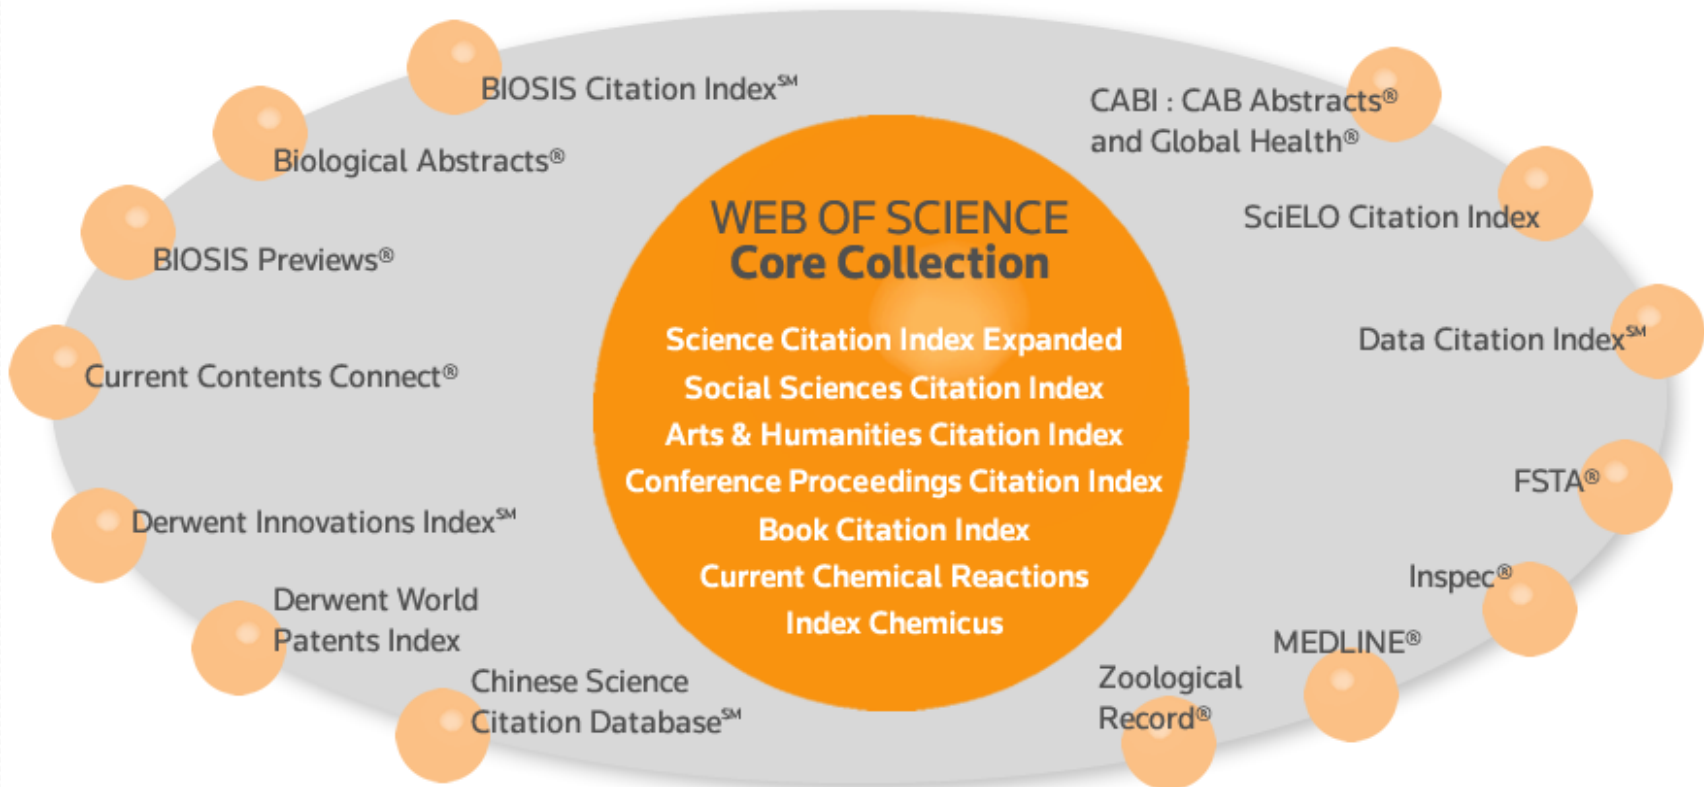 BIOSIS Citation Index℠
Biological Abstracts®
BIOSIS Previews®
Current Contents Connect®
Derwent Innovations Index℠
Derwent World
Patents Index
Chinese Science
Citation Database℠
WEB OF SCIENCE
Core Collection
Science Citation Index Expanded
Social Sciences Citation Index
Arts & Humanities Citation Index
Conference Proceedings Citation Index
Book Citation Index
Current Chemical Reactions
Index Chemicus
CABI : CAB Abstracts®
and Global Health®
SciELO Citation Index
Data Citation Index℠
FSTA®
Inspec®
MEDLINE®
Zoological
Record®